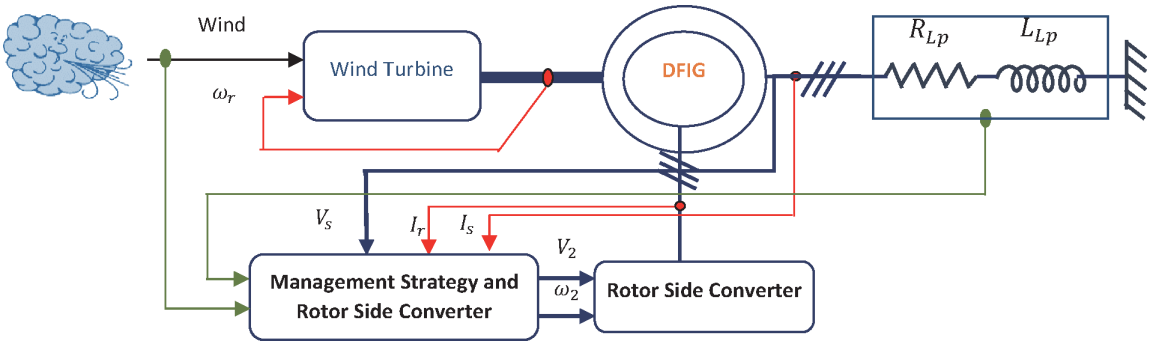 Wind
Wind Turbine
ω_r
DFIG
R_{Lp}
L_{Lp}
V_s
I_r
I_s
V_2
ω_2
Management Strategy and
Rotor Side Converter
Rotor Side Converter